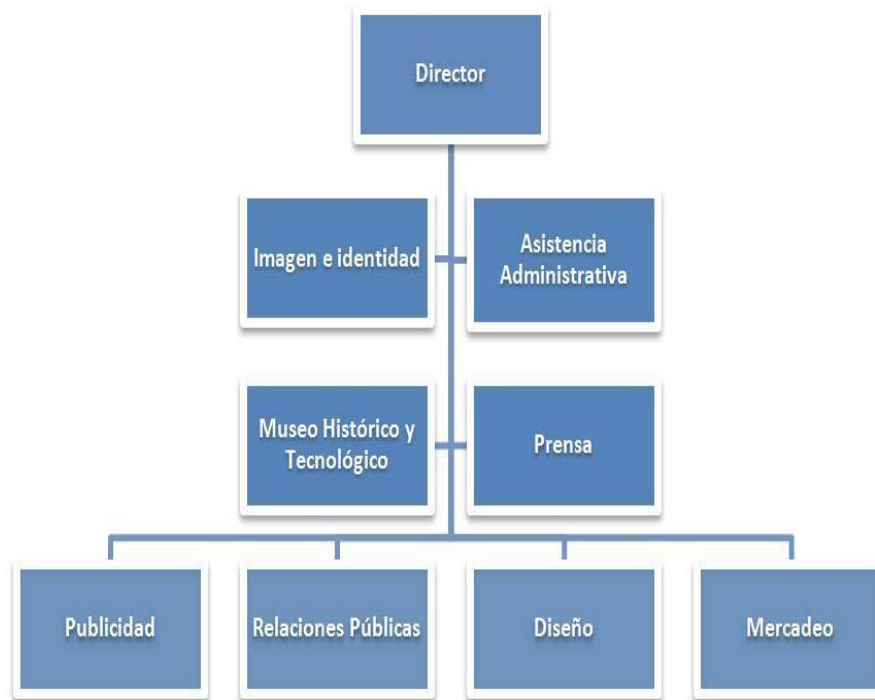 Director
Imagen e identidad
Asistencia
Administrativa
Museo Histórico y
Tecnológico
Prensa
Publicidad
Relaciones Públicas
Diseño
Mercadeo